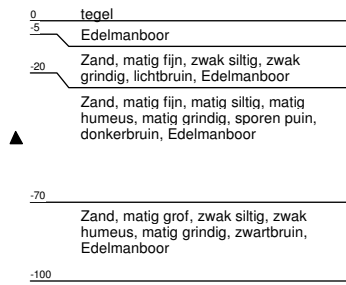 0 tegel
-5
Edelmanboor
Zand, matig fijn, zwak siltig, zwak
-20
grindig, lichtbruin, Edelmanboor
Zand, matig fijn, matig siltig, matig
humeus, matig grindig, sporen puin,
donkerbruin, Edelmanboor
-70
Zand, matig grof, zwak siltig, zwak
humeus, matig grindig, zwartbruin,
Edelmanboor
-100